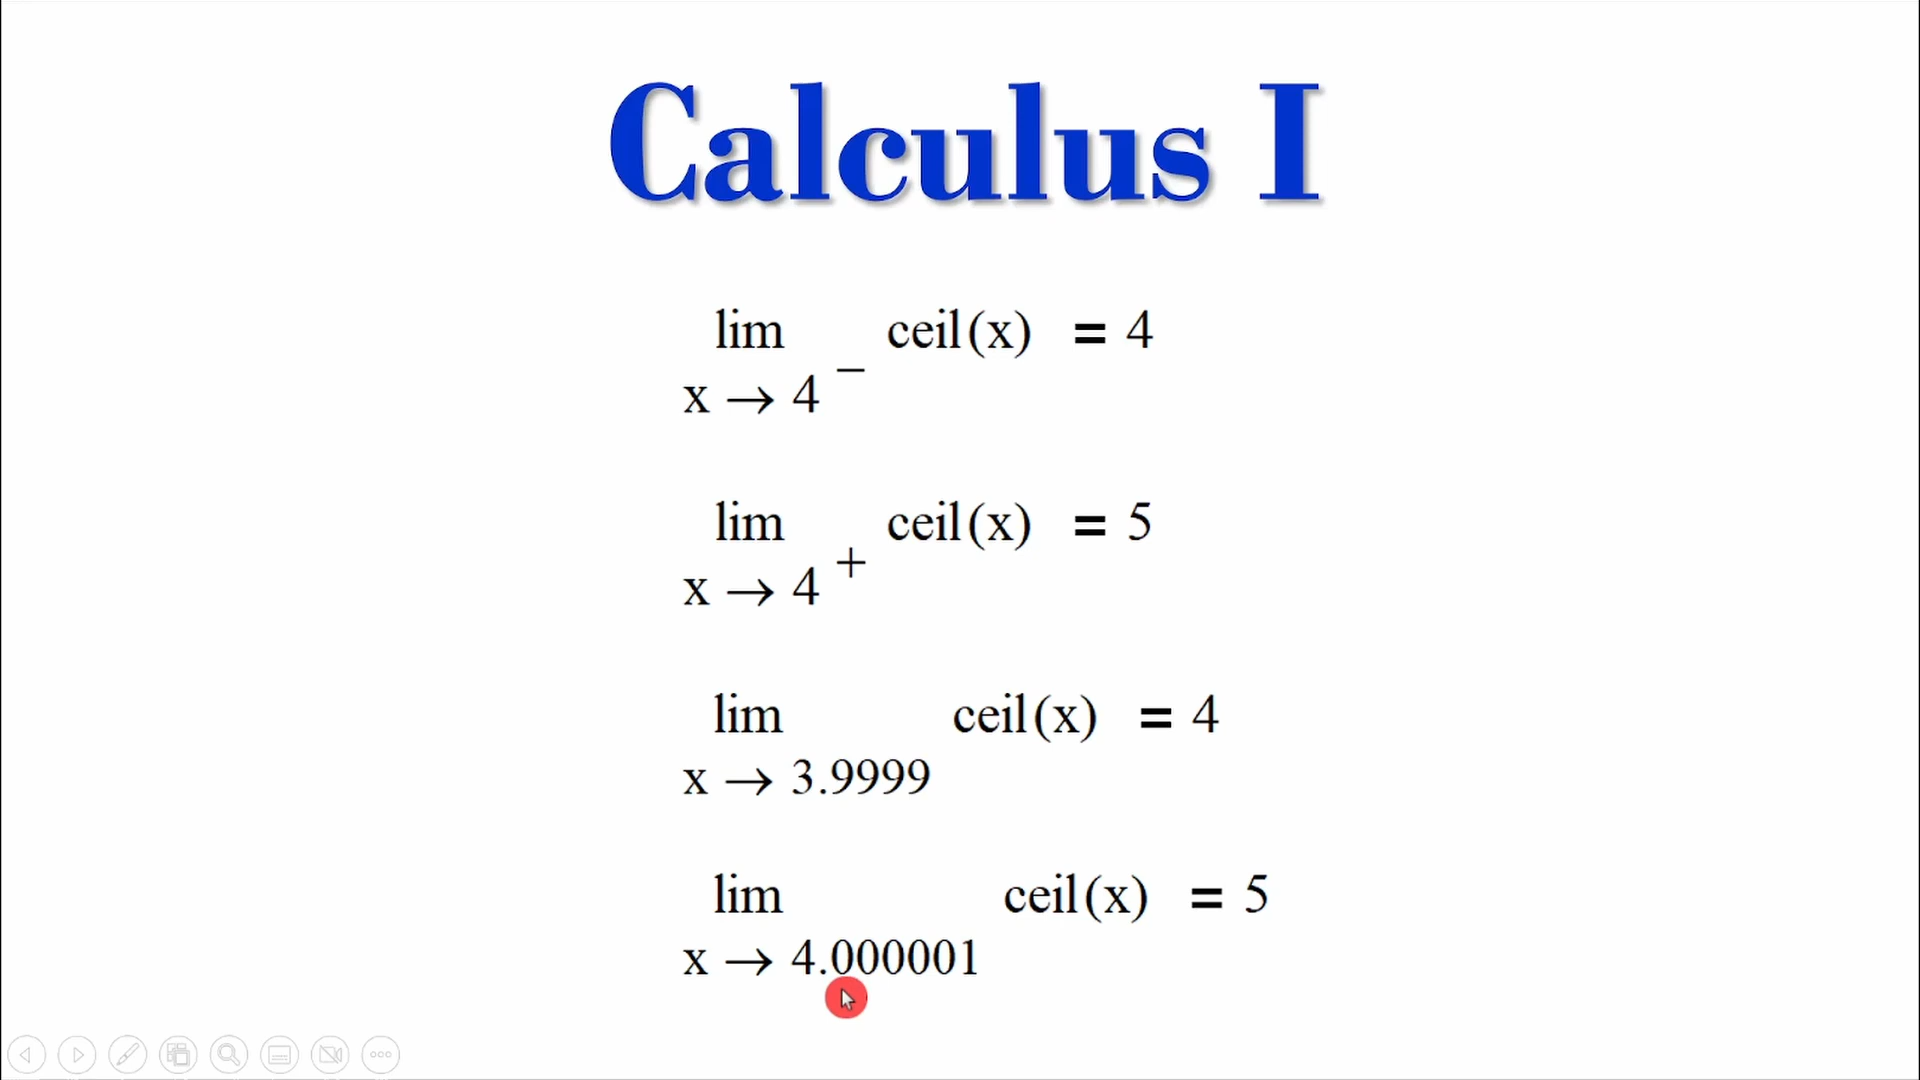 Calculus I
lim ceil(x) = 4
x → 4 −
lim ceil(x) = 5
x → 4 +
lim ceil(x) = 4
x → 3.9999
lim ceil(x) = 5
x → 4.000001